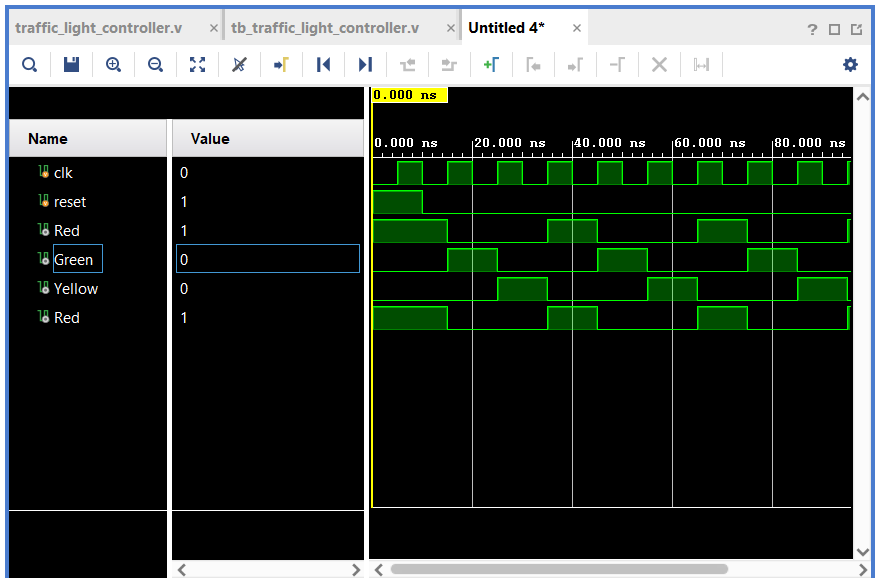 traffic_light_controller.v × tb_traffic_light_controller.v × Untitled 4* × ?
0.000 ns
Name Value
0.000 ns 20.000 ns 40.000 ns 60.000 ns 80.000 ns
clk 0
reset 1
Red 1
Green 0
Yellow 0
Red 1